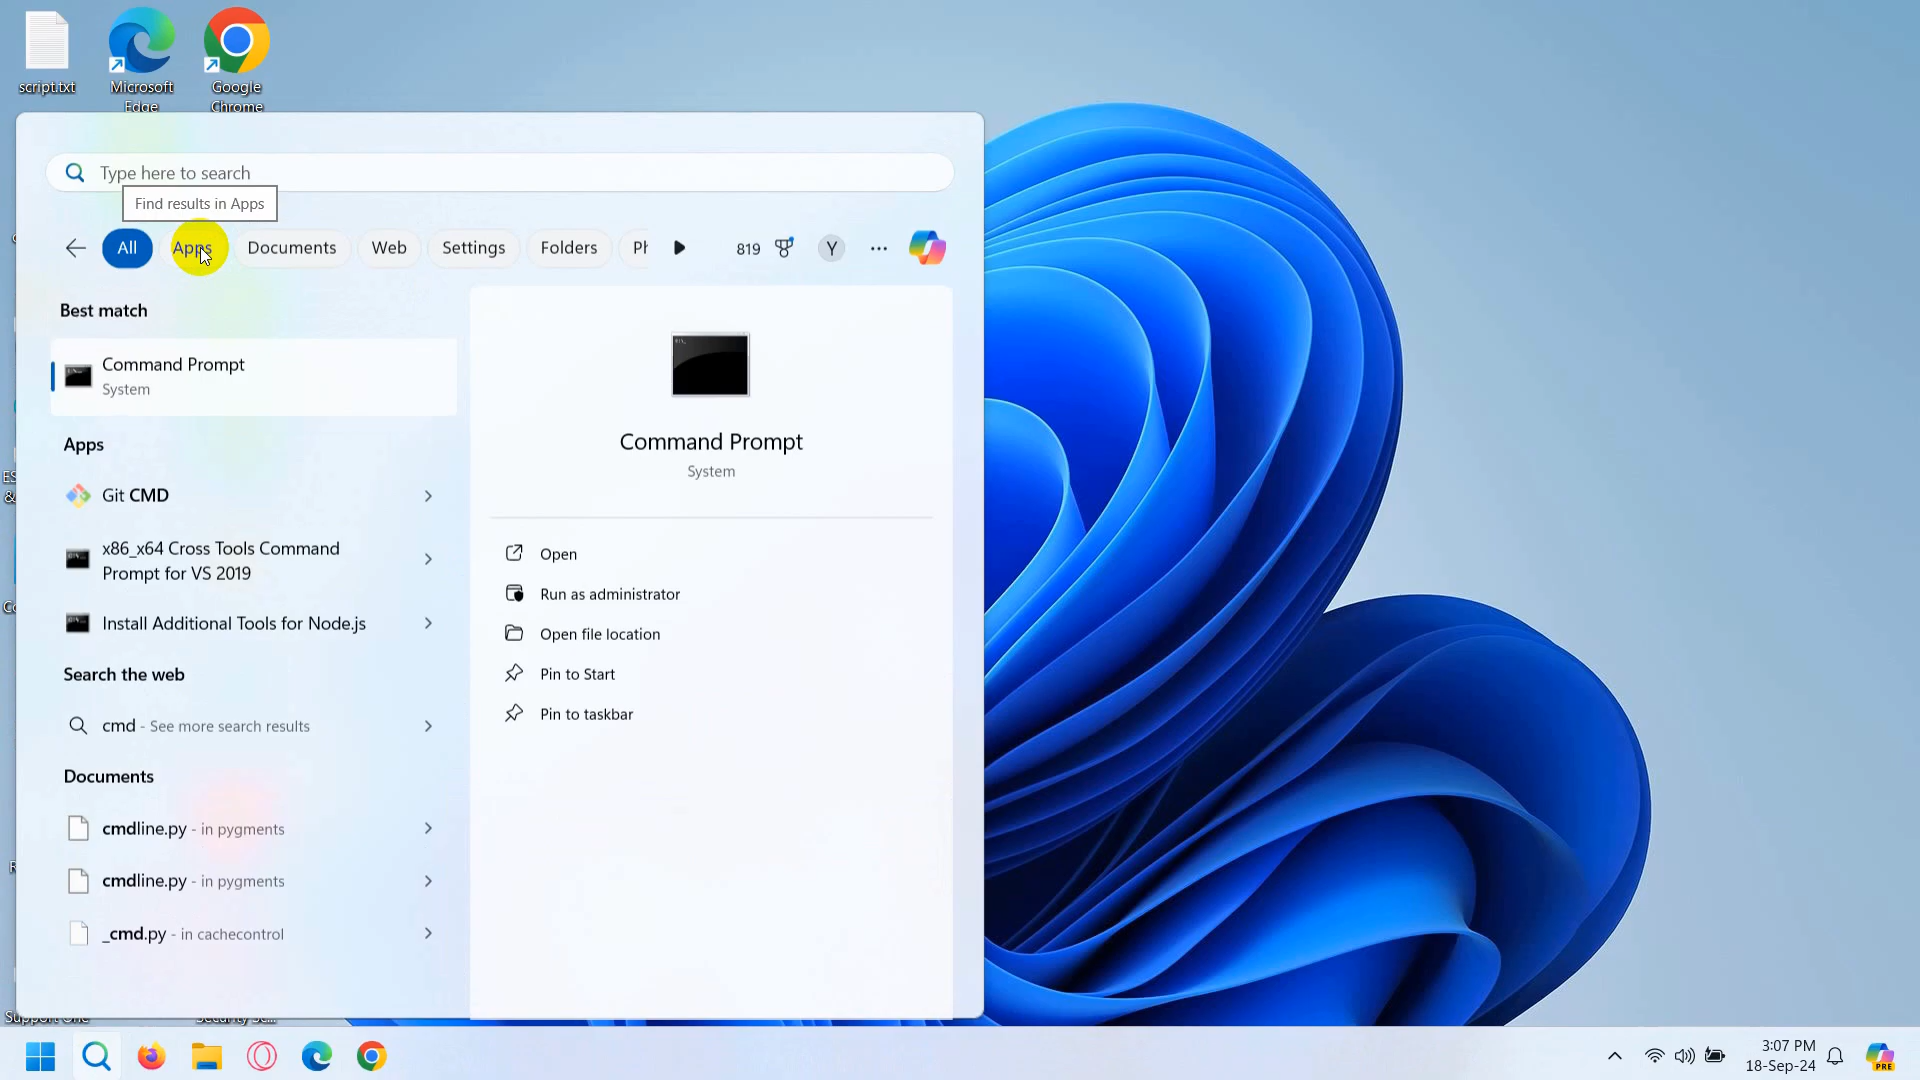 script.txt
Microsoft
Edge
Google
Chrome
Type here to search
Find results in Apps
All
Apps
Documents
Web
Settings
Folders
819
Y
Best match
Command Prompt
System
Apps
Git CMD
x86_x64 Cross Tools Command
Prompt for VS 2019
Install Additional Tools for Node.js
Search the web
cmd - See more search results
Documents
cmdline.py - in pygments
cmdline.py - in pygments
_cmd.py - in cachecontrol
Command Prompt
System
Open
Run as administrator
Open file location
Pin to Start
Pin to taskbar
3:07 PM
18-Sep-24
PRE